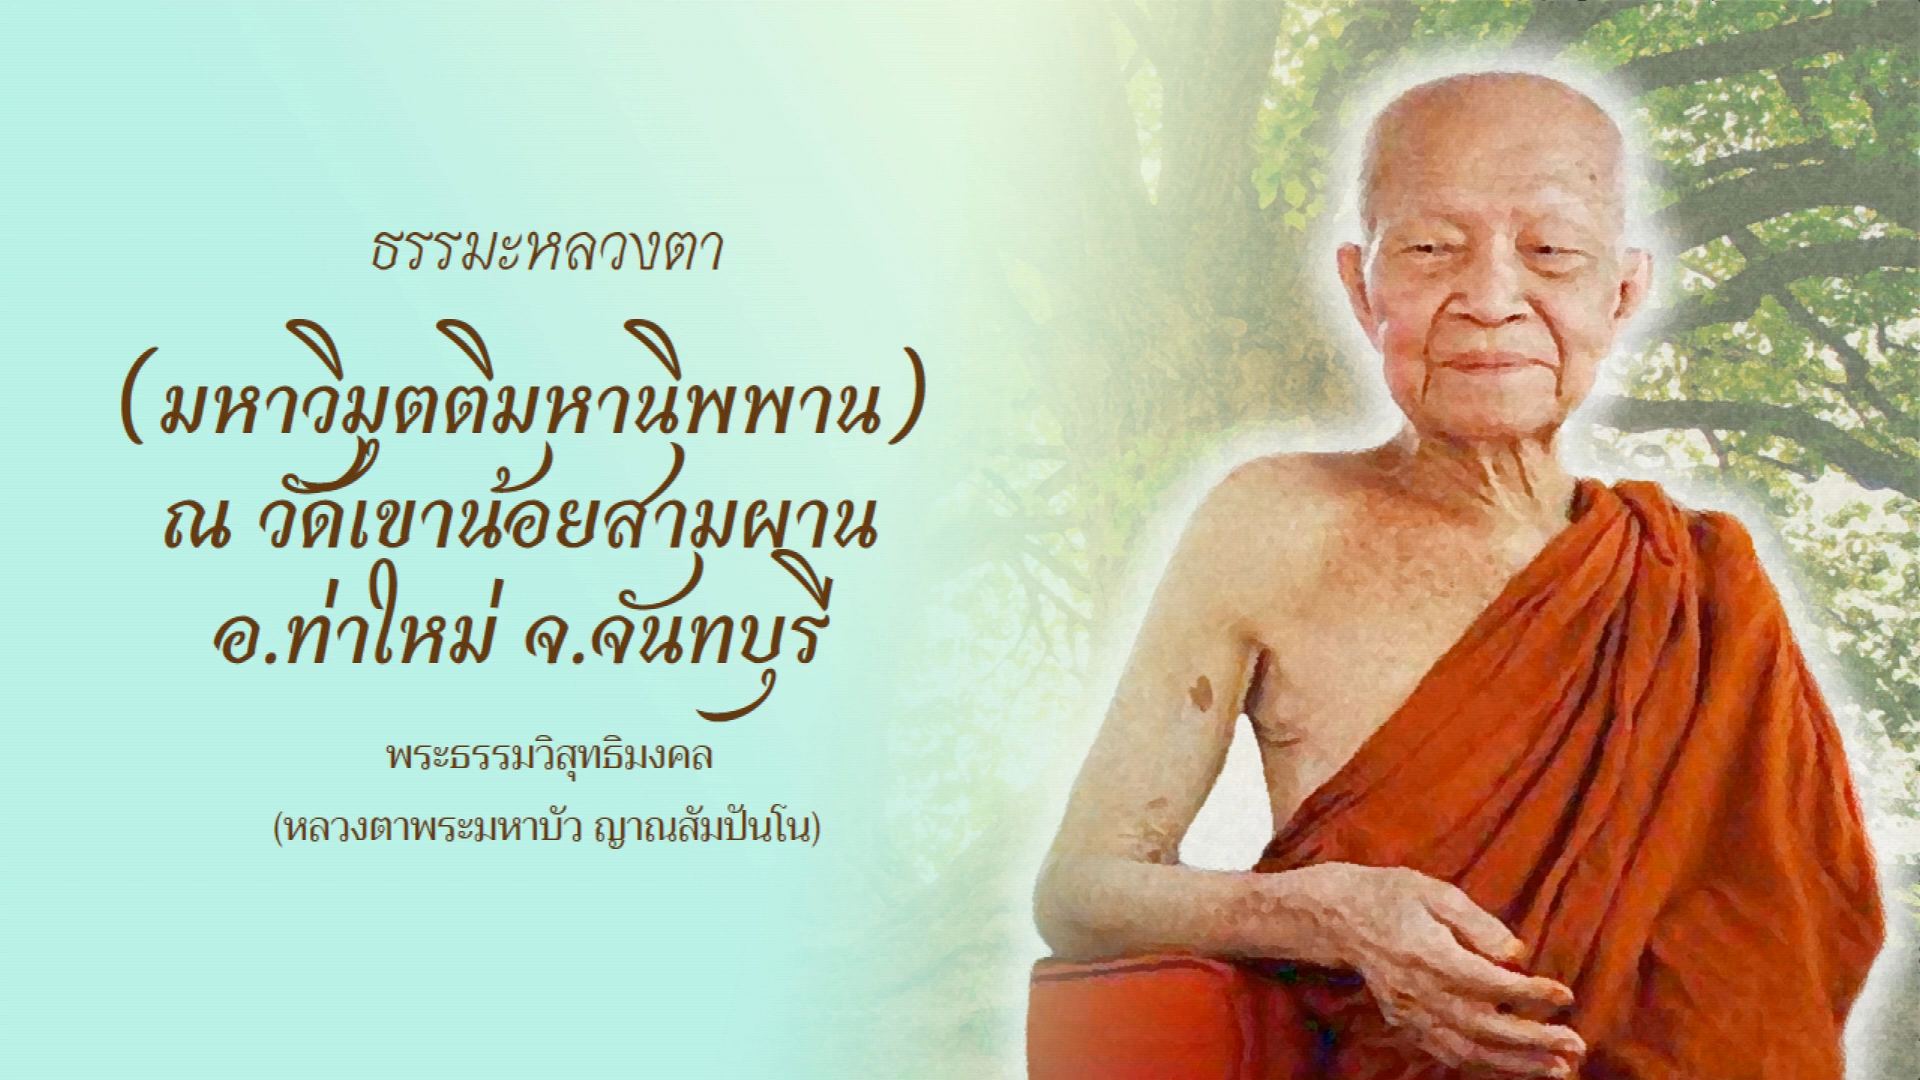 ธรรมะหลวงตา
(มหาวิมุตติมหานิพพาน)
ณ วัดเขาน้อยสามผาน
อ.ท่าใหม่ จ.จันทบุรี
พระธรรมวิสุทธิมงคล
(หลวงตาพระมหาบัว ญาณสัมปันโน)